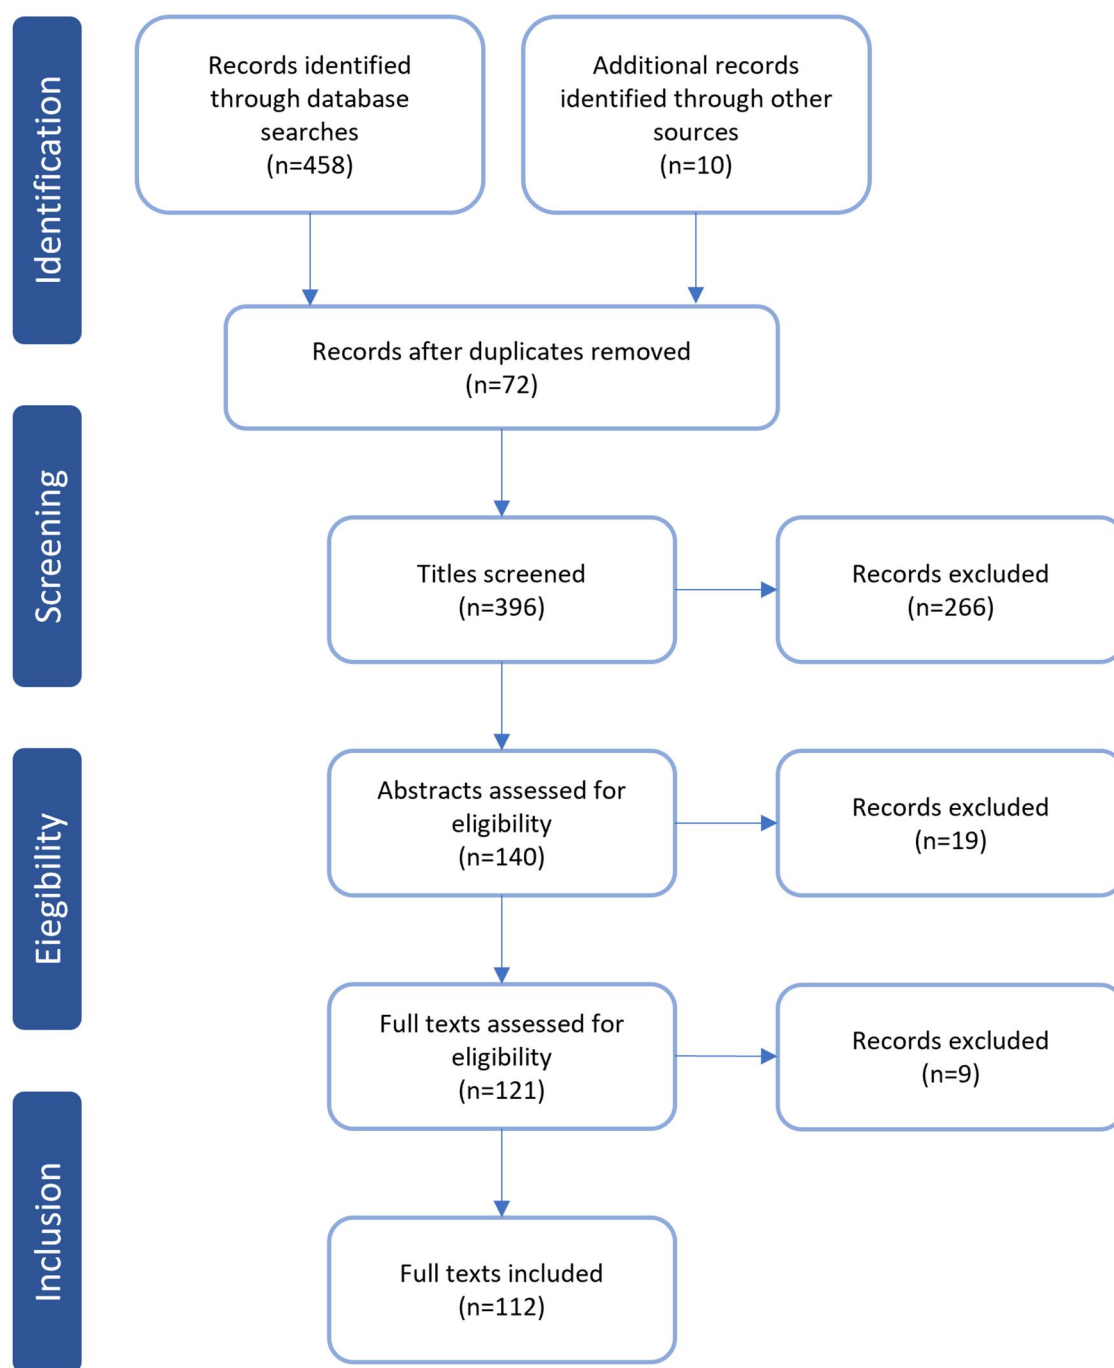 Identification
Records identified
through database
searches
(n=458)
Additional records
identified through other
sources
(n=10)
Records after duplicates removed
(n=72)
Screening
Titles screened
(n=396)
Records excluded
(n=266)
Eiegibility
Abstracts assessed for
eligibility
(n=140)
Records excluded
(n=19)
Full texts assessed for
eligibility
(n=121)
Records excluded
(n=9)
Inclusion
Full texts included
(n=112)